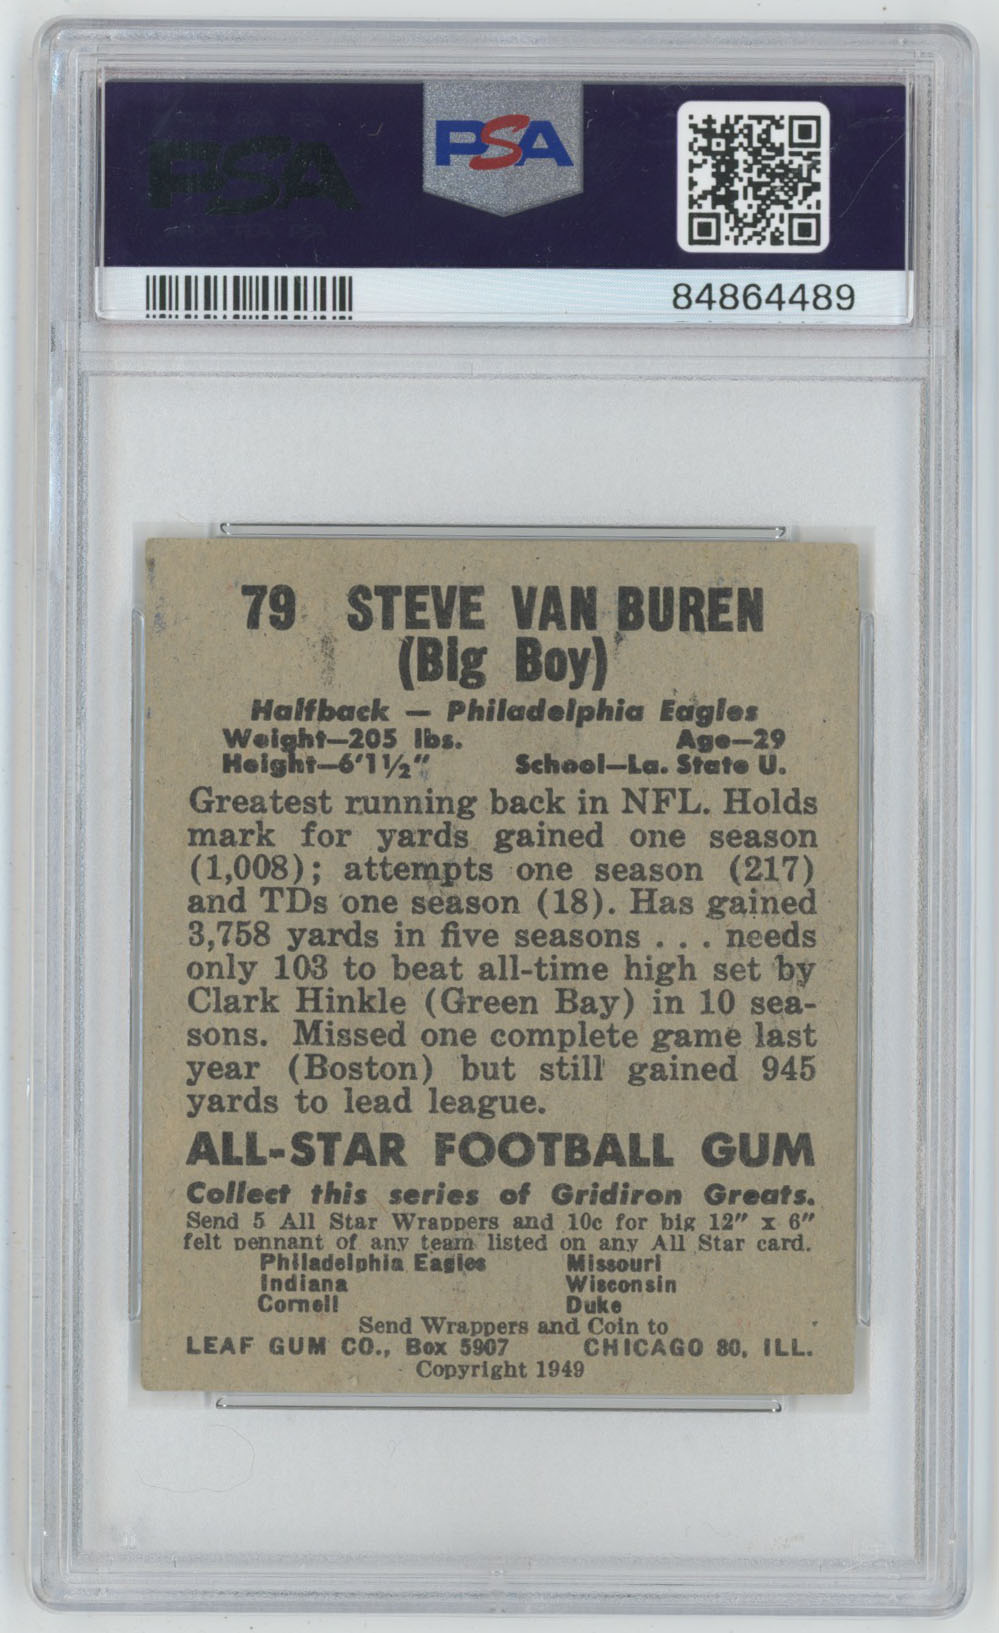 PSA
PSA
84864489
79 STEVE VAN BUREN
(Big Boy)
Halfback — Philadelphia Eagles
Weight—205 lbs. Age—29
Height—6'1½" School—La. State U.
Greatest running back in NFL. Holds
mark for yards gained one season
(1,008); attempts one season (217)
and TDs one season (18). Has gained
3,758 yards in five seasons . . . needs
only 103 to beat all-time high set by
Clark Hinkle (Green Bay) in 10 sea-
sons. Missed one complete game last
year (Boston) but still gained 945
yards to lead league.
ALL-STAR FOOTBALL GUM
Collect this series of Gridiron Greats.
Send 5 All Star Wrappers and 10c for big 12" x 6"
felt pennant of any team listed on any All Star card.
Philadelphia Eagles Missouri
Indiana Wisconsin
Cornell Duke
Send Wrappers and Coin to
LEAF GUM CO., Box 5907 CHICAGO 80, ILL.
Copyright 1949